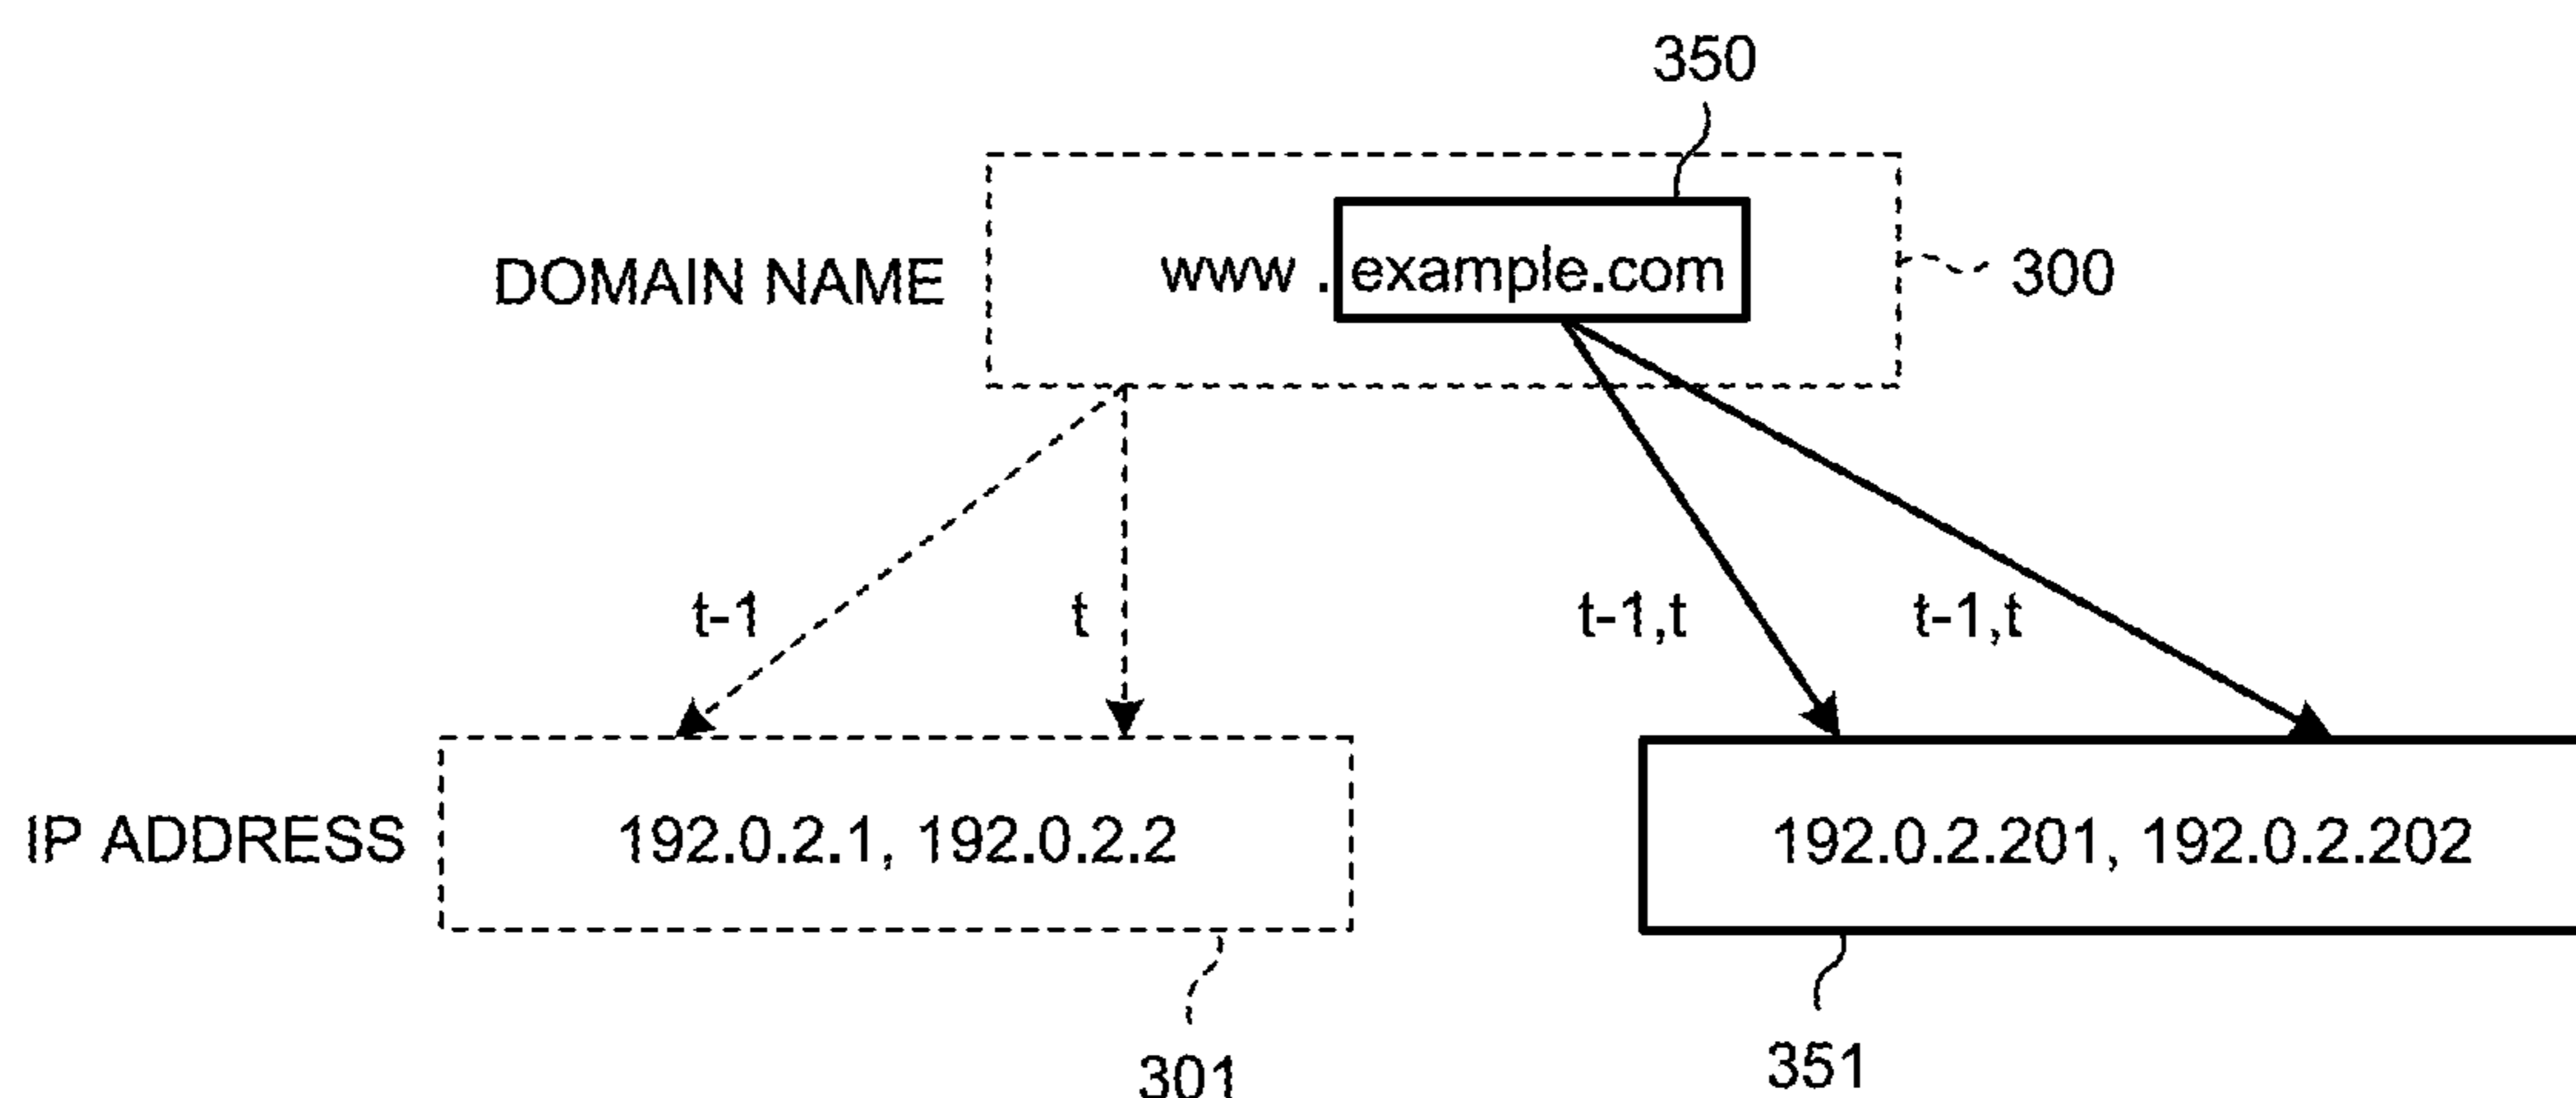 350
DOMAIN NAME
www . example.com
300
t-1
t
t-1,t
t-1,t
IP ADDRESS
192.0.2.1, 192.0.2.2
192.0.2.201, 192.0.2.202
301
351